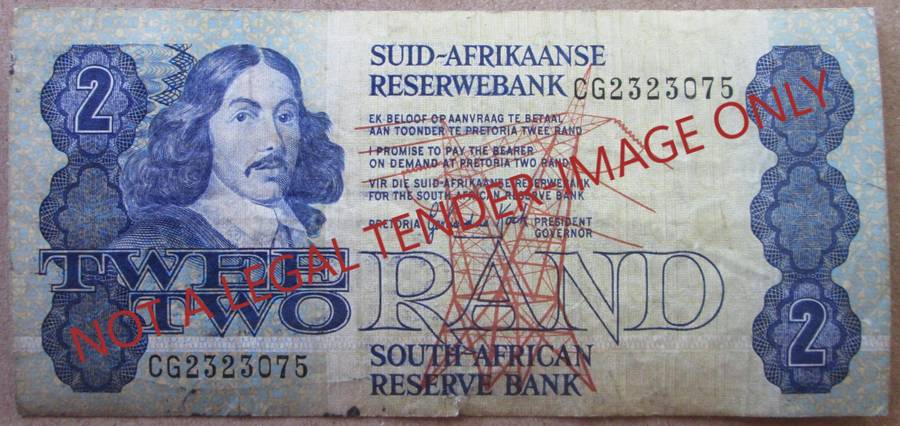 2
SUID-AFRIKAANSE
RESERWEBANK CG2323075
EK BELOOF OP AANVRAAG TE BETAAL
AAN TOONDER TE PRETORIA TWEE RAND
I PROMISE TO PAY THE BEARER
ON DEMAND AT PRETORIA TWO RAND
VIR DIE SUID-AFRIKAANSE RESERWEBANK
FOR THE SOUTH AFRICAN RESERVE BANK
PRETORIA PRESIDENT
GOVERNOR
TWEE
TWO RAND
2
CG2323075
SOUTH AFRICAN
RESERVE BANK
NOT A LEGAL TENDER IMAGE ONLY